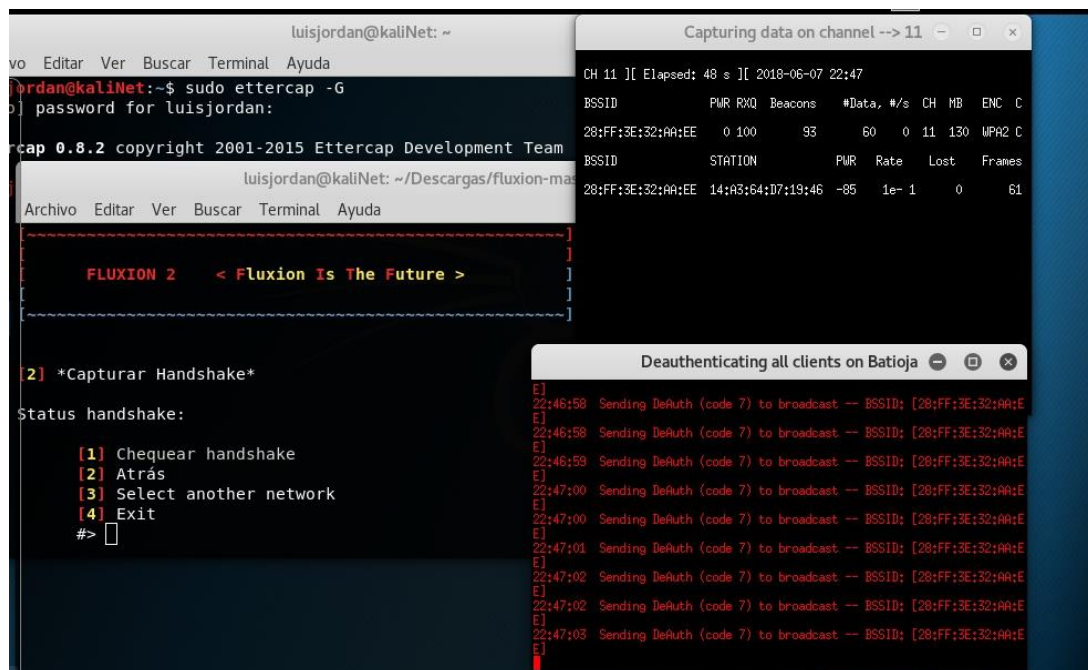 luisjordan@kaliNet: ~
Editar Ver Buscar Terminal Ayuda
jordan@kaliNet:~$ sudo ettercap -G
password for luisjordan:
cap 0.8.2 copyright 2001-2015 Ettercap Development Team
luisjordan@kaliNet: ~/Descargas/fluxion-mas
Archivo Editar Ver Buscar Terminal Ayuda
[~~~~~~~~~~~~~~~~~~~~~~~~~~~~~~~~~~~~~~~~~~~~~~~~~~~~~~]
[ ]
[ FLUXION 2 < Fluxion Is The Future > ]
[ ]
[~~~~~~~~~~~~~~~~~~~~~~~~~~~~~~~~~~~~~~~~~~~~~~~~~~~~~~]
[2] *Capturar Handshake*
Status handshake:
[1] Chequear handshake
[2] Atrás
[3] Select another network
[4] Exit
#>
Capturing data on channel --> 11
CH 11 ][ Elapsed: 48 s ][ 2018-06-07 22:47
BSSID PWR RXQ Beacons #Data, #/s CH MB ENC C
28:FF:3E:32:AA:EE 0 100 93 60 0 11 130 WPA2 C
BSSID STATION PWR Rate Lost Frames
28:FF:3E:32:AA:EE 14:A3:64:D7:19:46 -85 1e- 1 0 61
Deauthenticating all clients on Batioja
E]
22:46:58 Sending DeAuth (code 7) to broadcast -- BSSID: [28:FF:3E:32:AA:E
E]
22:46:58 Sending DeAuth (code 7) to broadcast -- BSSID: [28:FF:3E:32:AA:E
E]
22:46:59 Sending DeAuth (code 7) to broadcast -- BSSID: [28:FF:3E:32:AA:E
E]
22:47:00 Sending DeAuth (code 7) to broadcast -- BSSID: [28:FF:3E:32:AA:E
E]
22:47:00 Sending DeAuth (code 7) to broadcast -- BSSID: [28:FF:3E:32:AA:E
E]
22:47:01 Sending DeAuth (code 7) to broadcast -- BSSID: [28:FF:3E:32:AA:E
E]
22:47:02 Sending DeAuth (code 7) to broadcast -- BSSID: [28:FF:3E:32:AA:E
E]
22:47:02 Sending DeAuth (code 7) to broadcast -- BSSID: [28:FF:3E:32:AA:E
E]
22:47:03 Sending DeAuth (code 7) to broadcast -- BSSID: [28:FF:3E:32:AA:E
E]